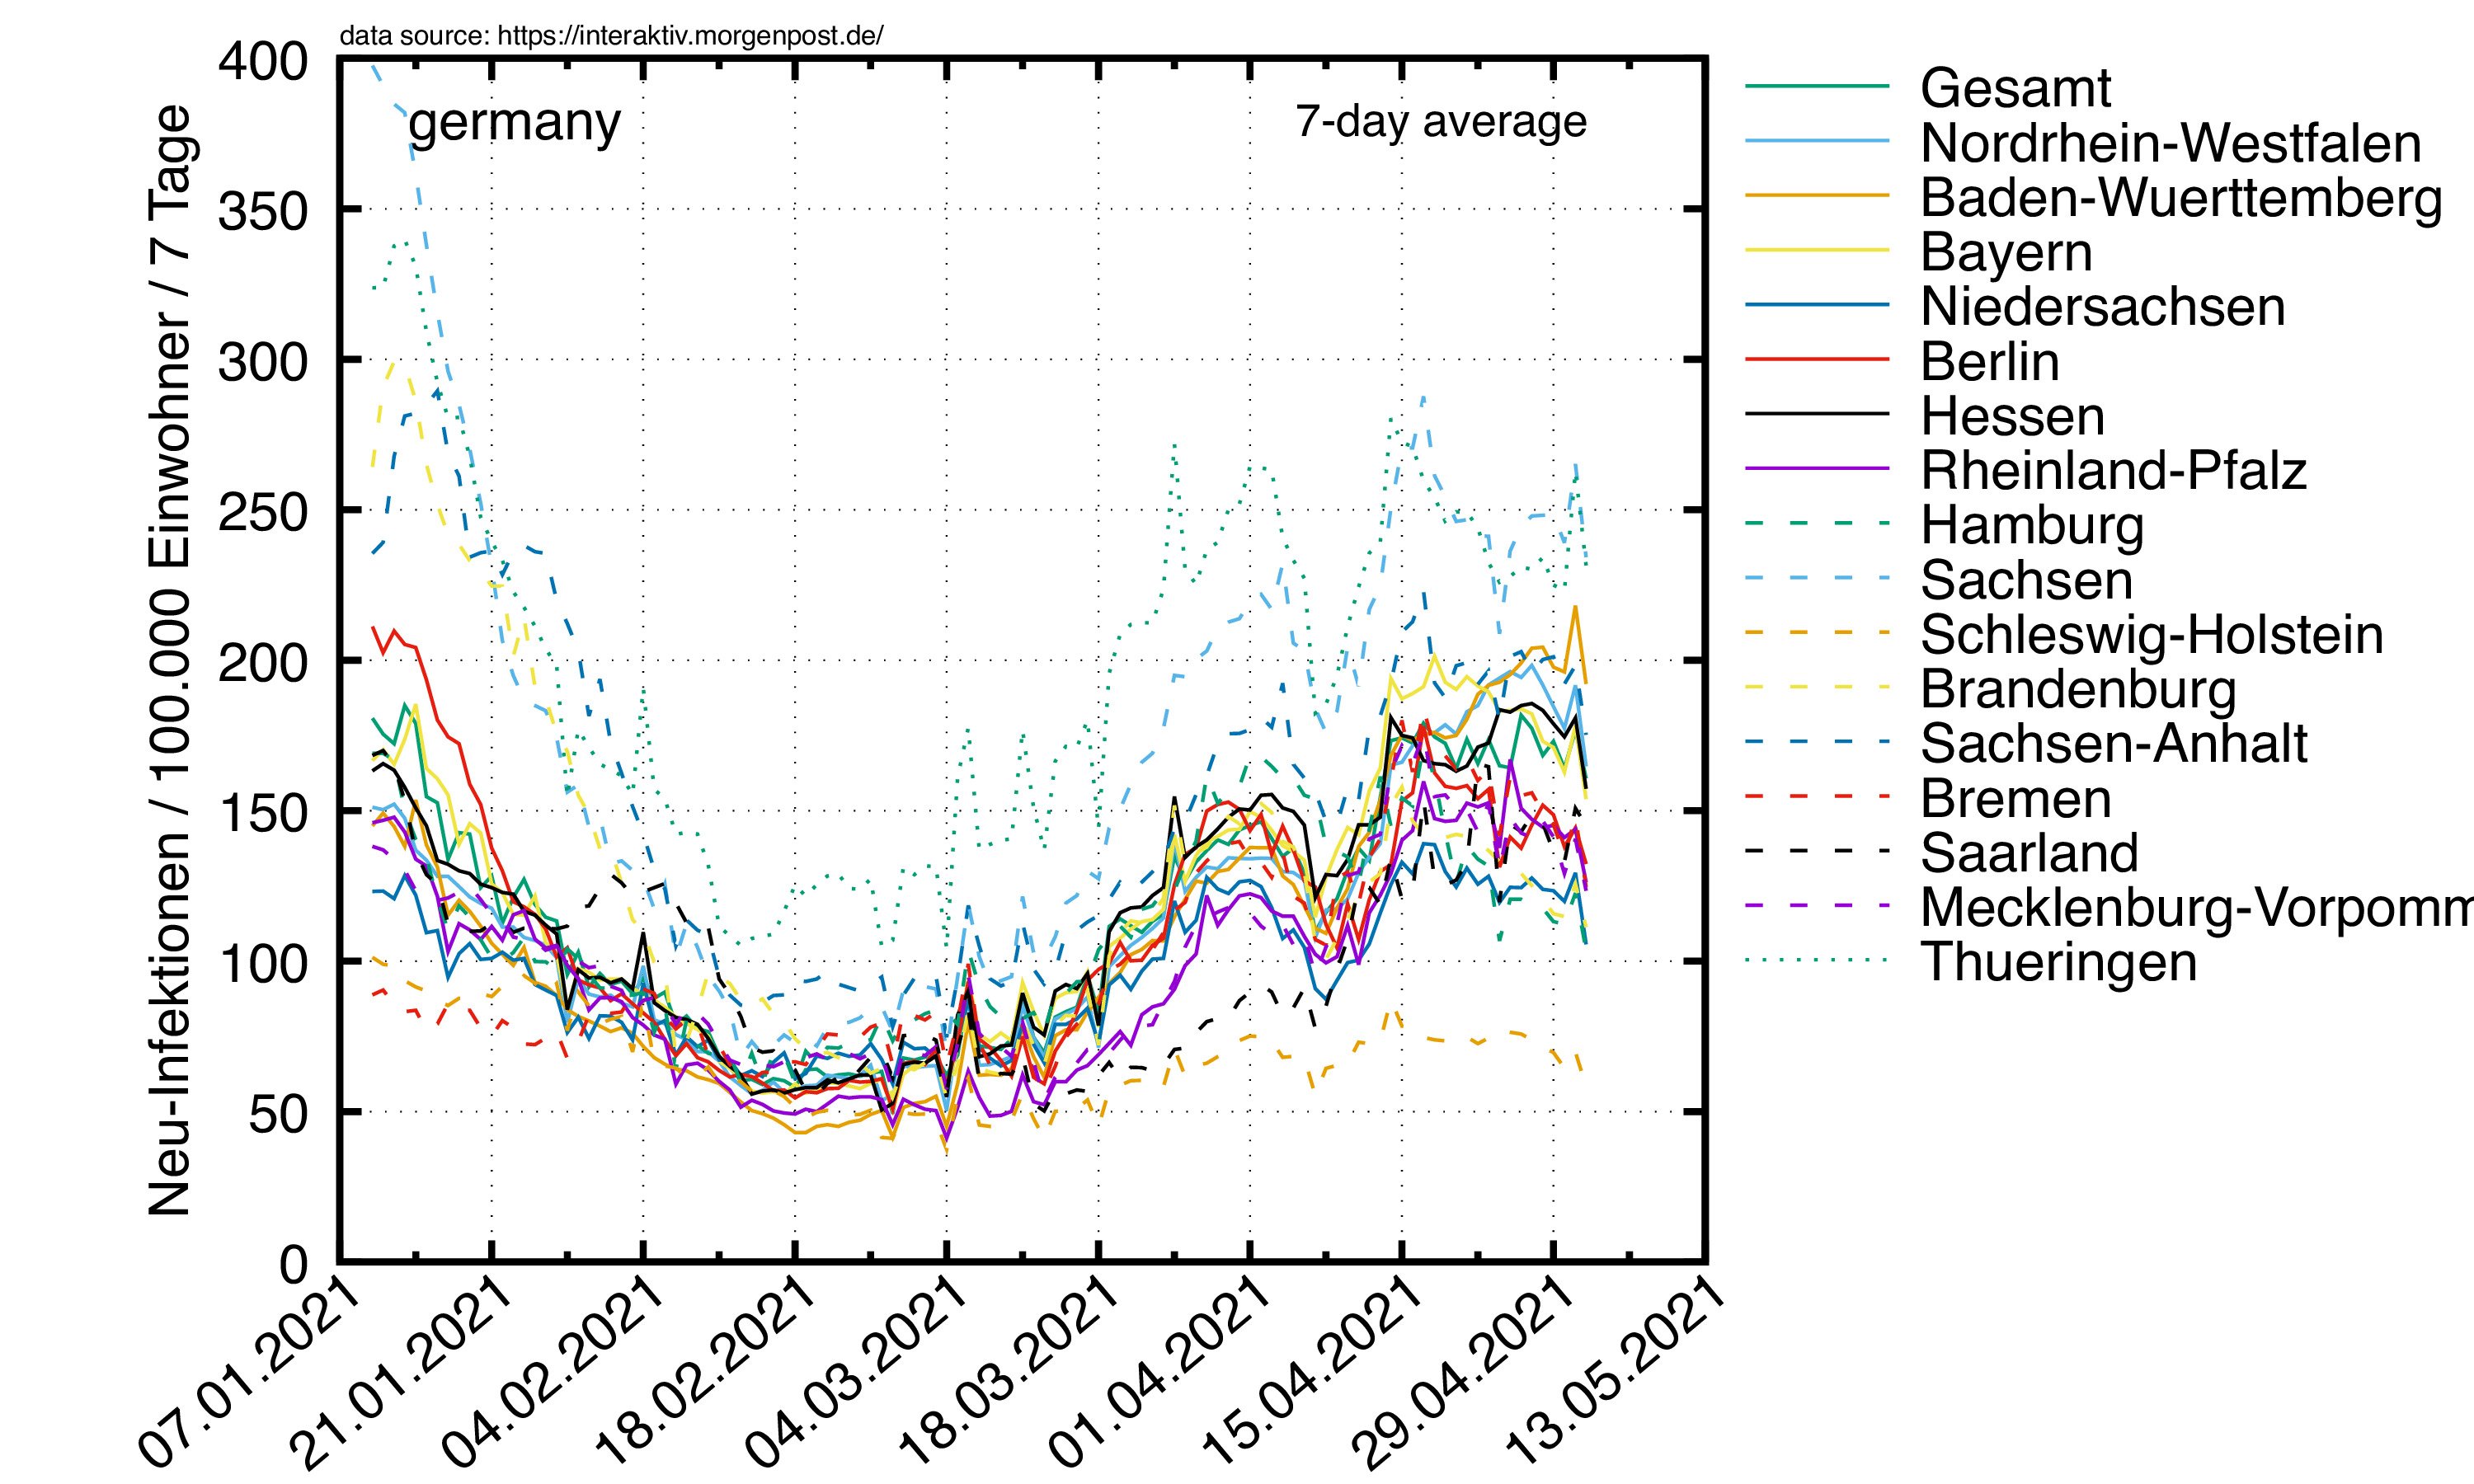 data source: https://interaktiv.morgenpost.de/
germany
7-day average
Neu-Infektionen / 100.000 Einwohner / 7 Tage
400
350
300
250
200
150
100
50
0
07.01.2021
21.01.2021
04.02.2021
18.02.2021
04.03.2021
18.03.2021
01.04.2021
15.04.2021
29.04.2021
13.05.2021
Gesamt
Nordrhein-Westfalen
Baden-Wuerttemberg
Bayern
Niedersachsen
Berlin
Hessen
Rheinland-Pfalz
Hamburg
Sachsen
Schleswig-Holstein
Brandenburg
Sachsen-Anhalt
Bremen
Saarland
Mecklenburg-Vorpomm
Thueringen